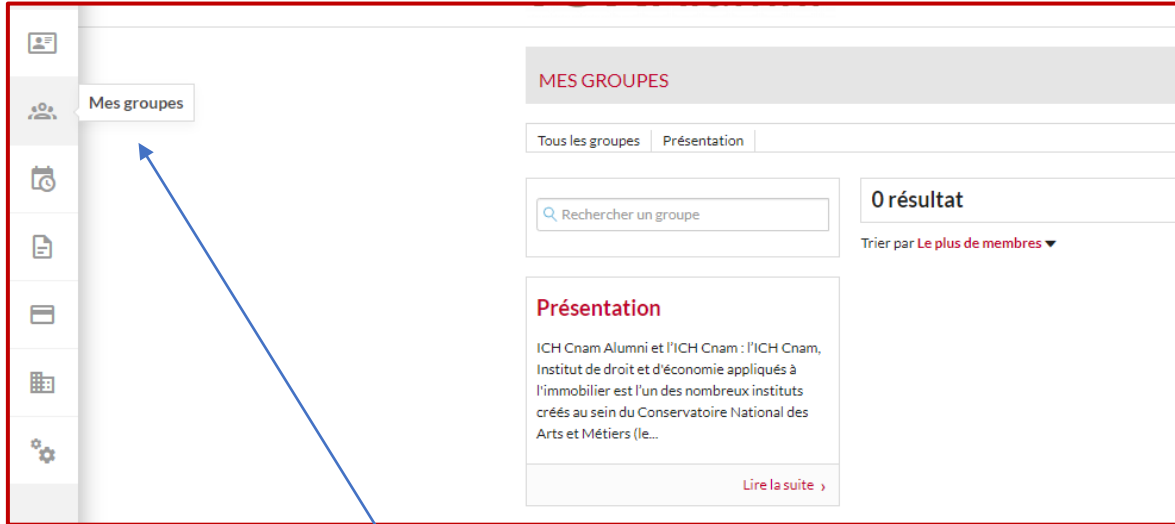 MES GROUPES
Mes groupes
Tous les groupes Présentation
Rechercher un groupe
0 résultat
Trier par Le plus de membres
Présentation
ICH Cnam Alumni et l'ICH Cnam : l'ICH Cnam,
Institut de droit et d'économie appliqués à
l'immobilier est l'un des nombreux instituts
créés au sein du Conservatoire National des
Arts et Métiers (le...
Lire la suite ›